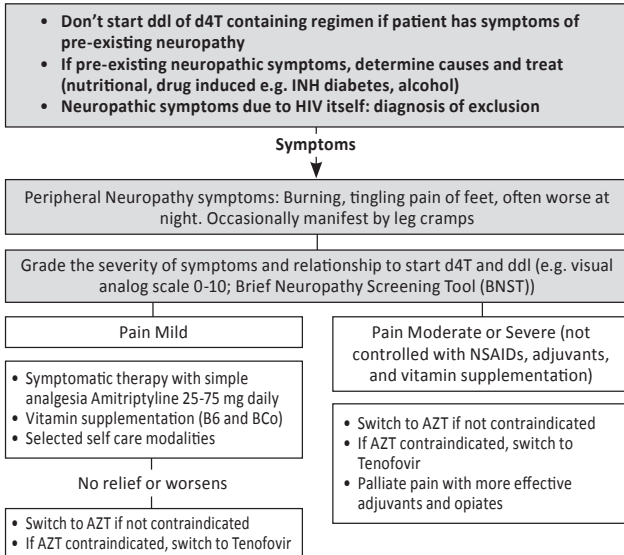 • Don't start ddl of d4T containing regimen if patient has symptoms of
pre-existing neuropathy
• If pre-existing neuropathic symptoms, determine causes and treat
(nutritional, drug induced e.g. INH diabetes, alcohol)
• Neuropathic symptoms due to HIV itself: diagnosis of exclusion
Symptoms
Peripheral Neuropathy symptoms: Burning, tingling pain of feet, often worse at
night. Occasionally manifest by leg cramps
Grade the severity of symptoms and relationship to start d4T and ddl (e.g. visual
analog scale 0-10; Brief Neuropathy Screening Tool (BNST))
Pain Mild
• Symptomatic therapy with simple
analgesia Amitriptyline 25-75 mg daily
• Vitamin supplementation (B6 and BCo)
• Selected self care modalities
No relief or worsens
• Switch to AZT if not contraindicated
• If AZT contraindicated, switch to Tenofovir
Pain Moderate or Severe (not
controlled with NSAIDs, adjuvants,
and vitamin supplementation)
• Switch to AZT if not contraindicated
• If AZT contraindicated, switch to
Tenofovir
• Palliate pain with more effective
adjuvants and opiates